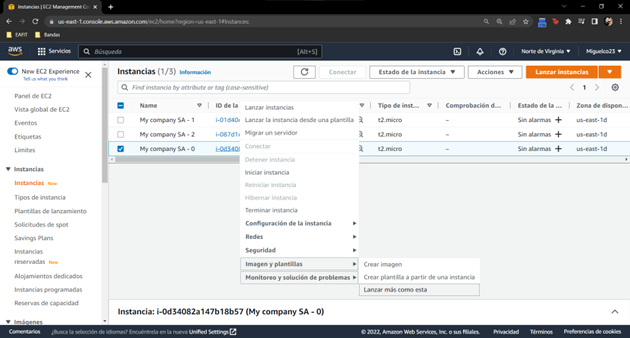 Instances | EC2 Management Co
us-east-1.console.aws.amazon.com/ec2/home?region=us-east-1#Instances:
EAFIT
Bandas
aws
Servicios
Búsqueda
[Alt+S]
Norte de Virginia
Miguelco23
New EC2 Experience
Tell us what you think
Panel de EC2
Vista global de EC2
Eventos
Etiquetas
Límites
Instancias
Instancias New
Tipos de instancia
Plantillas de lanzamiento
Solicitudes de spot
Savings Plans
Instancias
reservadas New
Alojamientos dedicados
Instancias programadas
Reservas de capacidad
Imágenes
Instancias (1/3) Información
Conectar
Estado de la instancia
Acciones
Lanzar instancias
Find instance by attribute or tag (case-sensitive)
1
Name
ID de la
Tipo de inst...
Comprobación d...
Estado de la ...
Zona de dispon
My company SA - 1
t2.micro
–
Sin alarmas
us-east-1d
My company SA - 2
t2.micro
–
Sin alarmas
us-east-1d
My company SA - 0
t2.micro
–
Sin alarmas
us-east-1d
Lanzar instancias
Lanzar la instancia desde una plantilla
Migrar un servidor
Conectar
Detener instancia
Iniciar instancia
Reiniciar instancia
Hibernar instancia
Terminar instancia
Configuración de la instancia
Redes
Seguridad
Imagen y plantillas
Monitoreo y solución de problemas
Crear imagen
Crear plantilla a partir de una instancia
Lanzar más como esta
Instancia: i-0d34082a147b18b57 (My company SA - 0)
Comentarios
¿Busca la selección de idiomas? Encuéntrela en la nueva Unified Settings
© 2022, Amazon Web Services, Inc. o sus filiales.
Privacidad
Términos
Preferencias de cookies